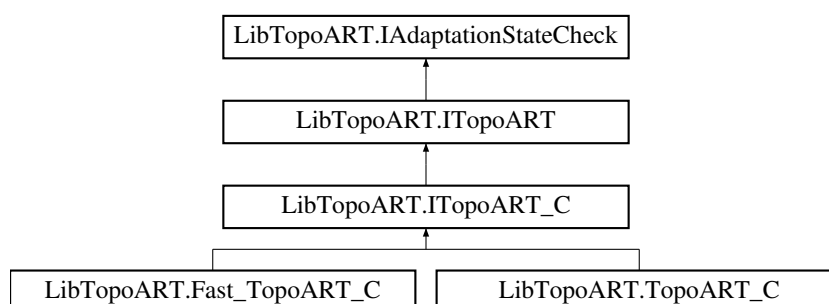 LibTopoART.IAdaptationStateCheck
LibTopoART.ITopoART
LibTopoART.ITopoART_C
LibTopoART.Fast_TopoART_C
LibTopoART.TopoART_C